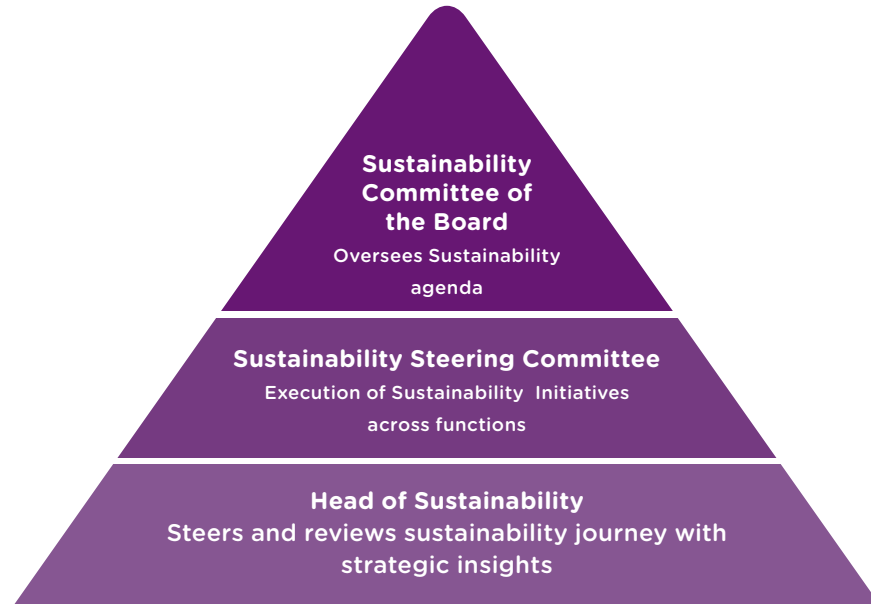 Sustainability
Committee of
the Board
Oversees Sustainability
agenda
Sustainability Steering Committee
Execution of Sustainability Initiatives
across functions
Head of Sustainability
Steers and reviews sustainability journey with
strategic insights